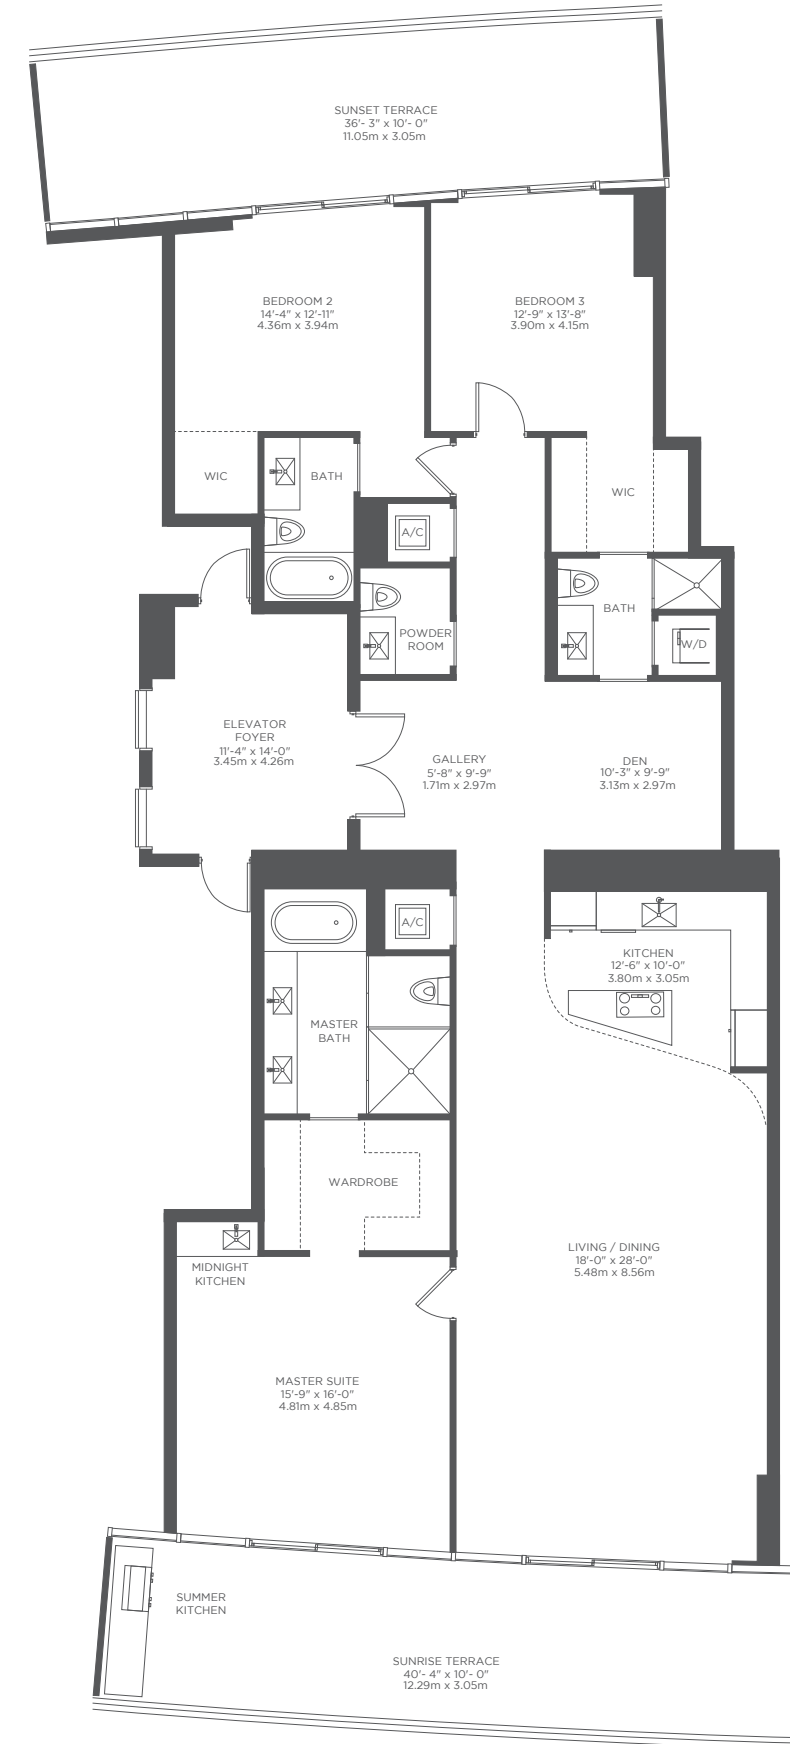 SUNSET TERRACE
36'- 3" x 10'- 0"
11.05m x 3.05m
BEDROOM 2
14'-4" x 12'-11"
4.36m x 3.94m
BEDROOM 3
12'-9" x 13'-8"
3.90m x 4.15m
WIC
BATH
WIC
A/C
BATH
POWDER
ROOM
W/D
ELEVATOR
FOYER
11'-4" x 14'-0"
3.45m x 4.26m
GALLERY
5'-8" x 9'-9"
1.71m x 2.97m
DEN
10'-3" x 9'-9"
3.13m x 2.97m
A/C
KITCHEN
12'-6" x 10'-0"
3.80m x 3.05m
MASTER
BATH
WARDROBE
MIDNIGHT
KITCHEN
LIVING / DINING
18'-0" x 28'-0"
5.48m x 8.56m
MASTER SUITE
15'-9" x 16'-0"
4.81m x 4.85m
SUMMER
KITCHEN
SUNRISE TERRACE
40'- 4" x 10'- 0"
12.29m x 3.05m